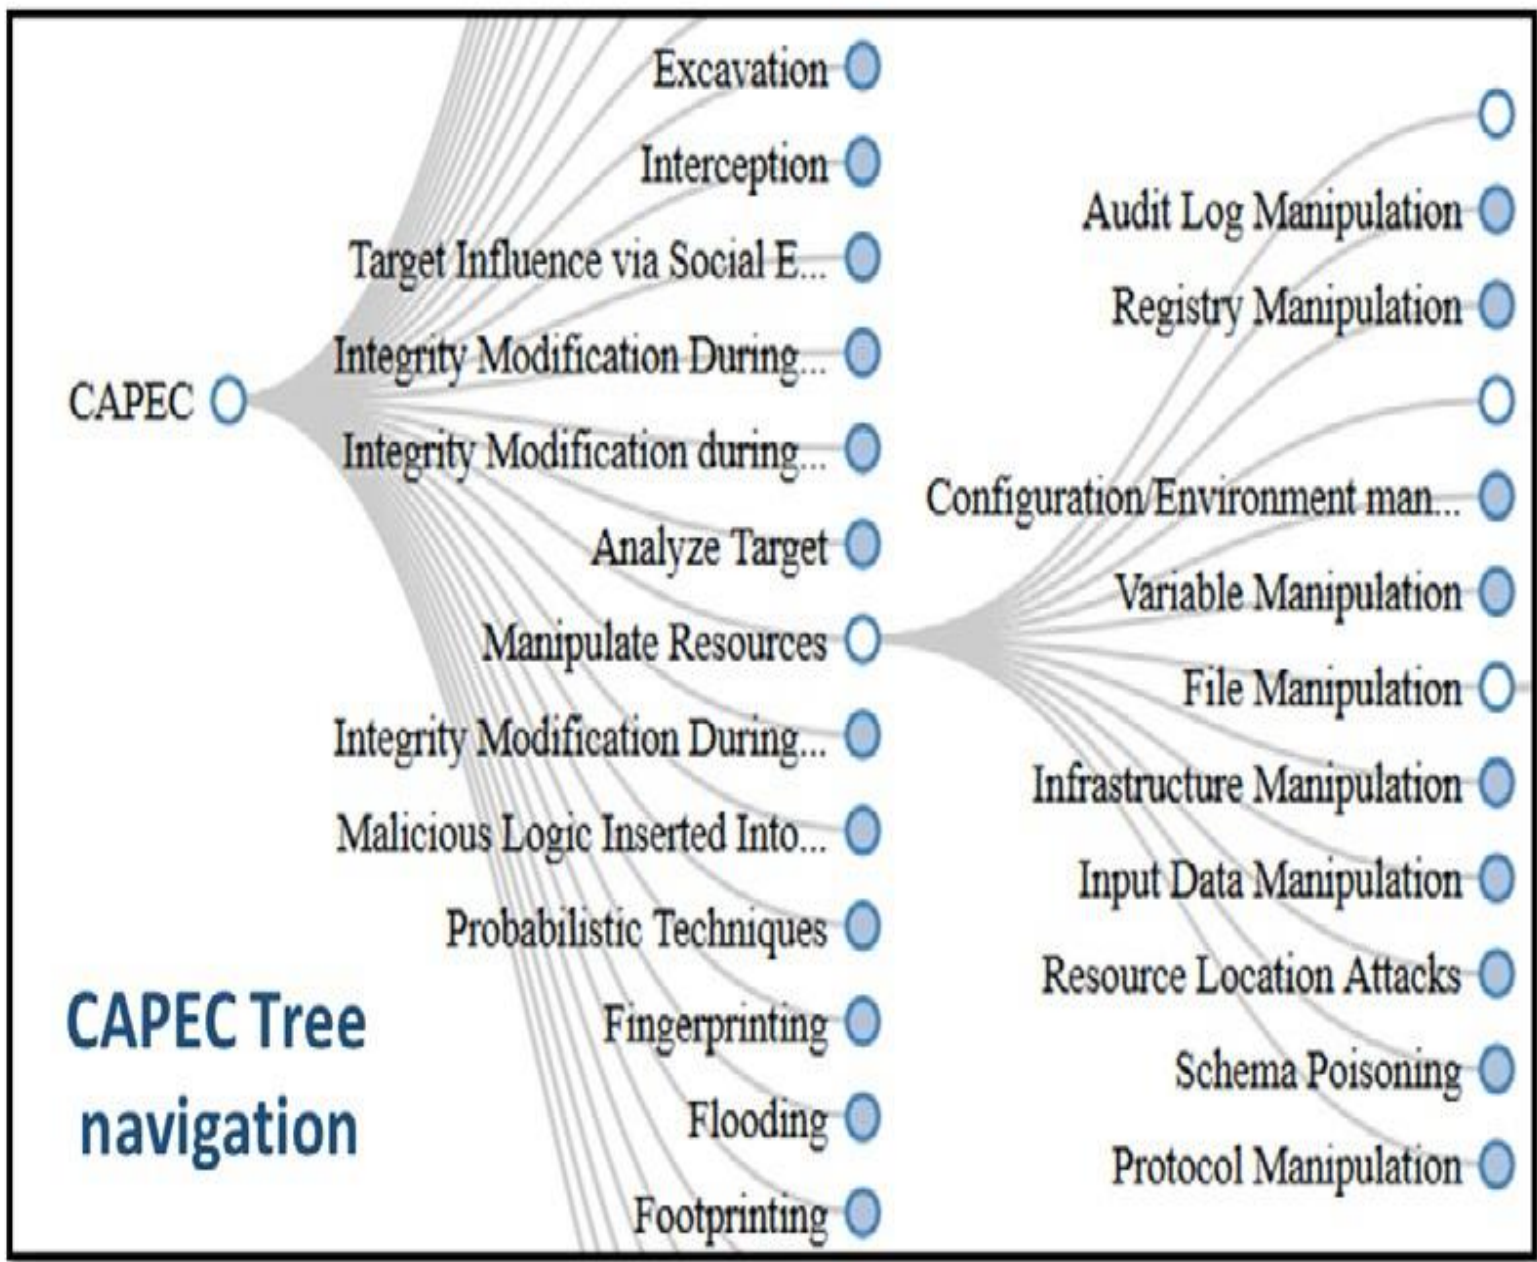 CAPEC
Excavation
Interception
Target Influence via Social E...
Integrity Modification During...
Integrity Modification during...
Analyze Target
Manipulate Resources
Integrity Modification During...
Malicious Logic Inserted Into...
Probabilistic Techniques
Fingerprinting
Flooding
Footprinting
Audit Log Manipulation
Registry Manipulation
Configuration/Environment man...
Variable Manipulation
File Manipulation
Infrastructure Manipulation
Input Data Manipulation
Resource Location Attacks
Schema Poisoning
Protocol Manipulation
CAPEC Tree
navigation